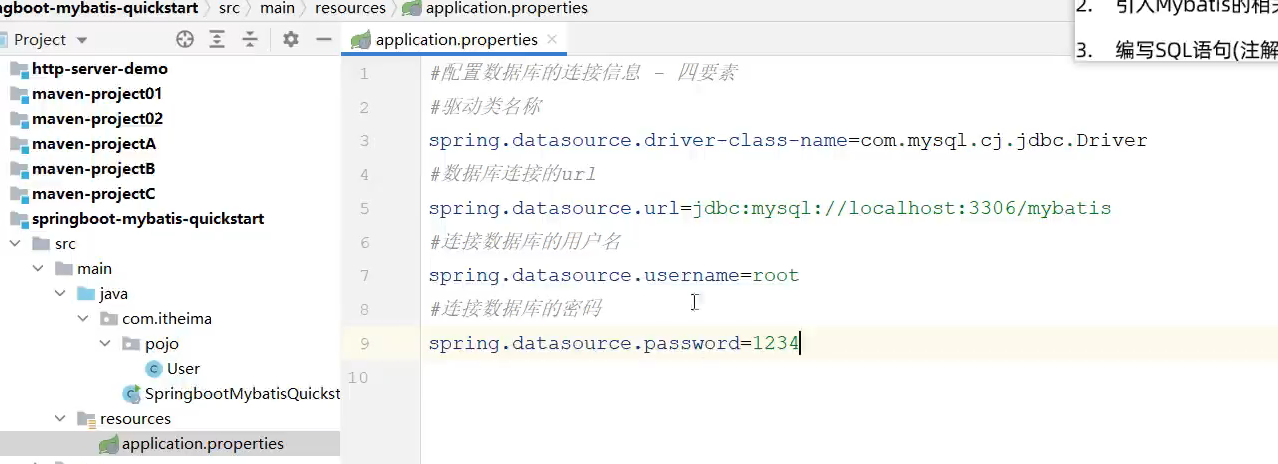 ngboot-mybatis-quickstart src main resources application.properties
2. 引入Mybatis的相
3. 编写SQL语句(注解
Project
application.properties
http-server-demo
maven-project01
maven-project02
maven-projectA
maven-projectB
maven-projectC
springboot-mybatis-quickstart
src
main
java
com.itheima
pojo
User
SpringbootMybatisQuickst
resources
application.properties
1 #配置数据库的连接信息 - 四要素
2 #驱动类名称
3 spring.datasource.driver-class-name=com.mysql.cj.jdbc.Driver
4 #数据库连接的url
5 spring.datasource.url=jdbc:mysql://localhost:3306/mybatis
6 #连接数据库的用户名
7 spring.datasource.username=root
8 #连接数据库的密码
9 spring.datasource.password=1234
10